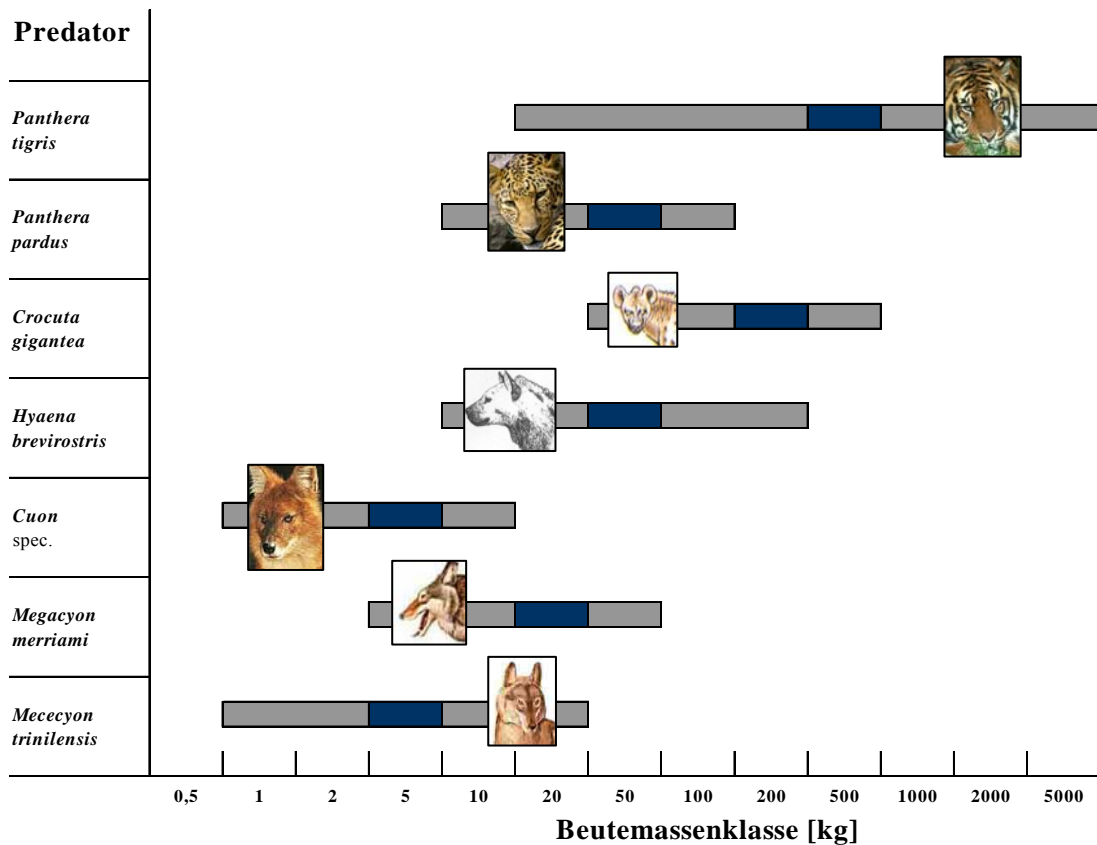 Predator
Panthera
tigris
Panthera
pardus
Crocuta
gigantea
Hyaena
brevirostris
Cuon
spec.
Megacyon
merriami
Mececyon
trinilensis
0,5 1 2 5 10 20 50 100 200 500 1000 2000 5000
Beutemassenklasse [kg]